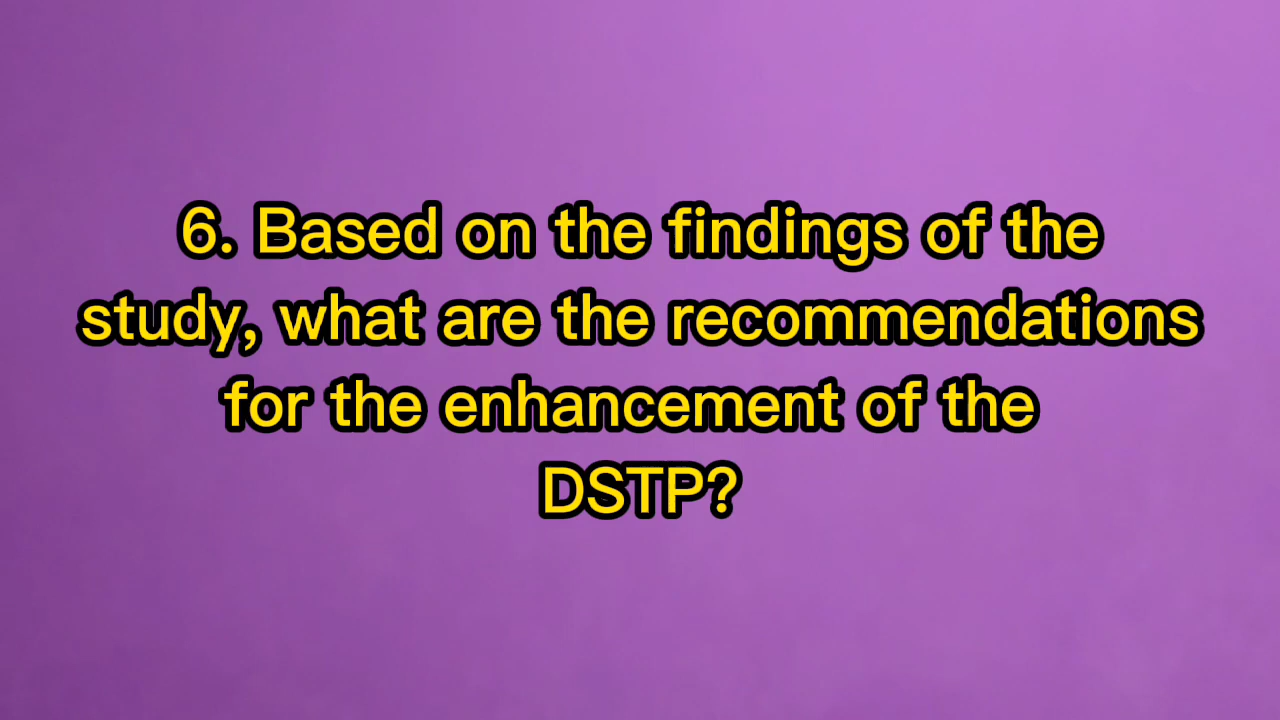 6. Based on the findings of the
study, what are the recommendations
for the enhancement of the
DSTP?